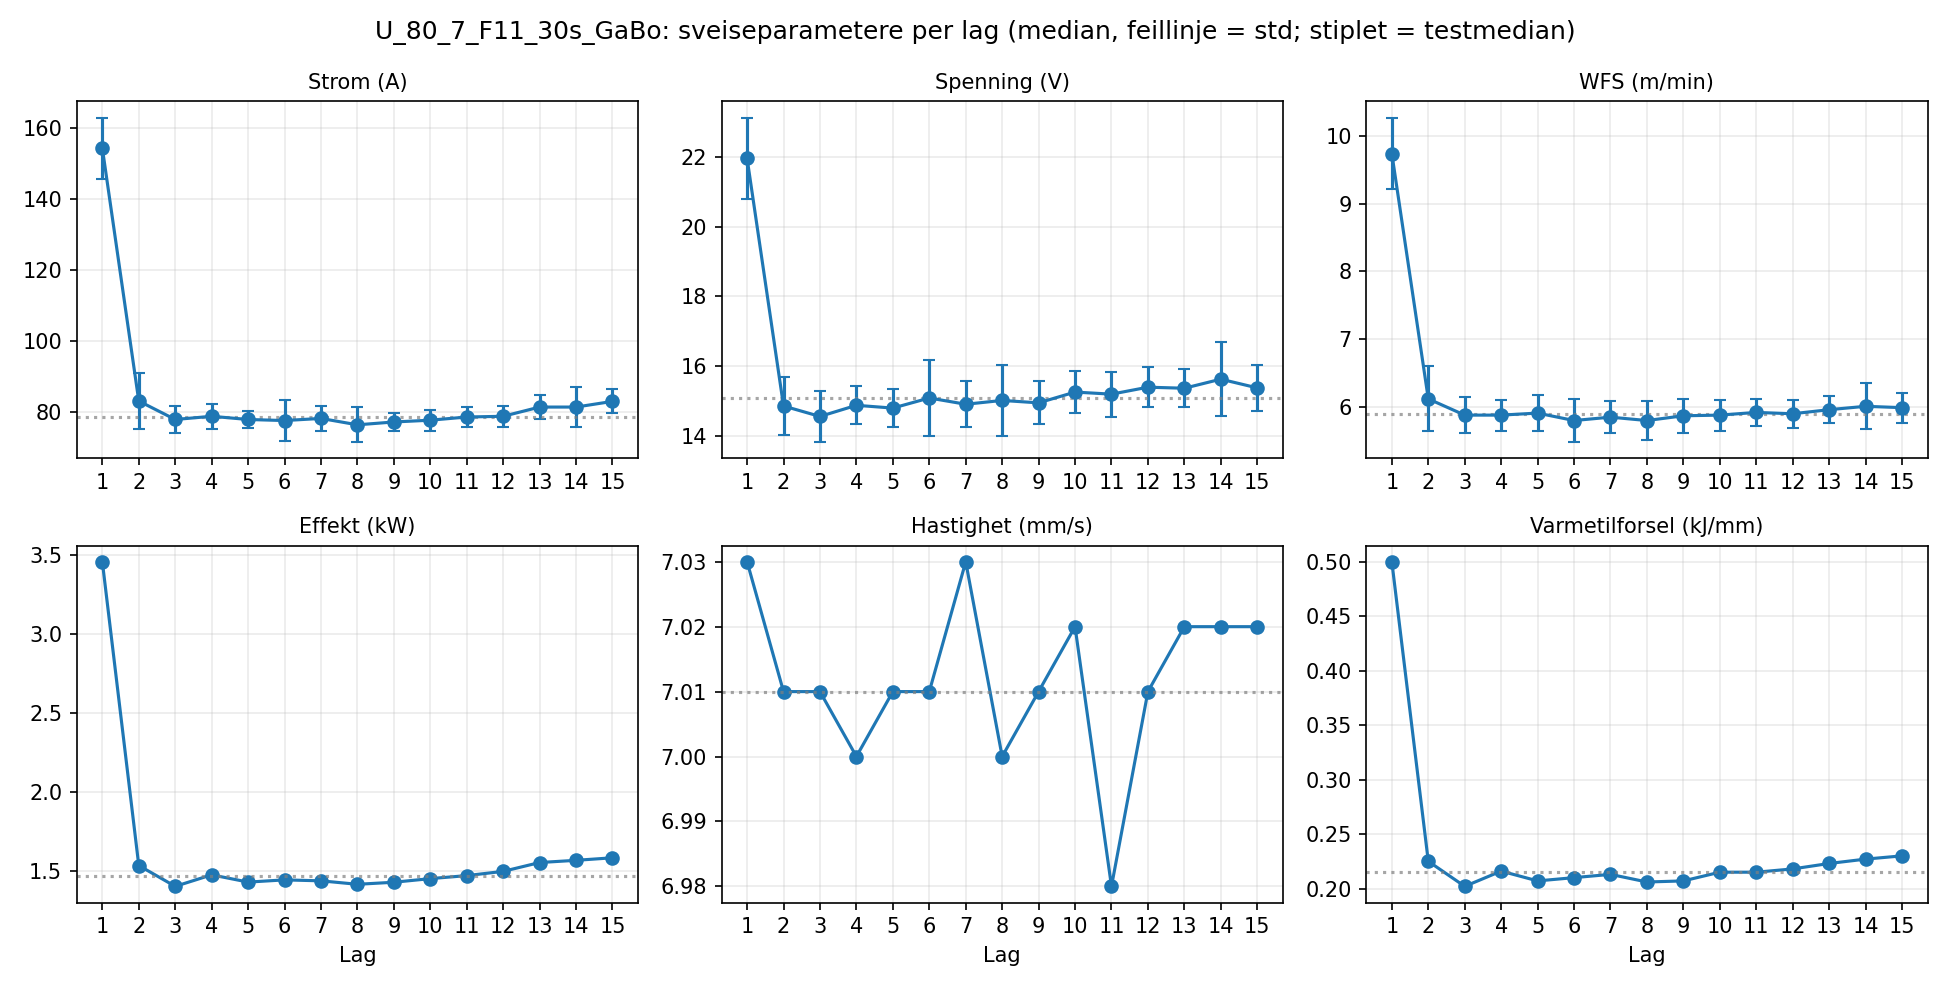 U_80_7_F11_30s_GaBo: sveiseparametere per lag (median, feillinje = std; stiplet = testmedian)
Strom (A)
160
140
120
100
80
1 2 3 4 5 6 7 8 9 10 11 12 13 14 15
Spenning (V)
22
20
18
16
14
1 2 3 4 5 6 7 8 9 10 11 12 13 14 15
WFS (m/min)
10
9
8
7
6
1 2 3 4 5 6 7 8 9 10 11 12 13 14 15
Effekt (kW)
3.5
3.0
2.5
2.0
1.5
1 2 3 4 5 6 7 8 9 10 11 12 13 14 15
Lag
Hastighet (mm/s)
7.03
7.02
7.01
7.00
6.99
6.98
1 2 3 4 5 6 7 8 9 10 11 12 13 14 15
Lag
Varmetilforsel (kJ/mm)
0.50
0.45
0.40
0.35
0.30
0.25
0.20
1 2 3 4 5 6 7 8 9 10 11 12 13 14 15
Lag